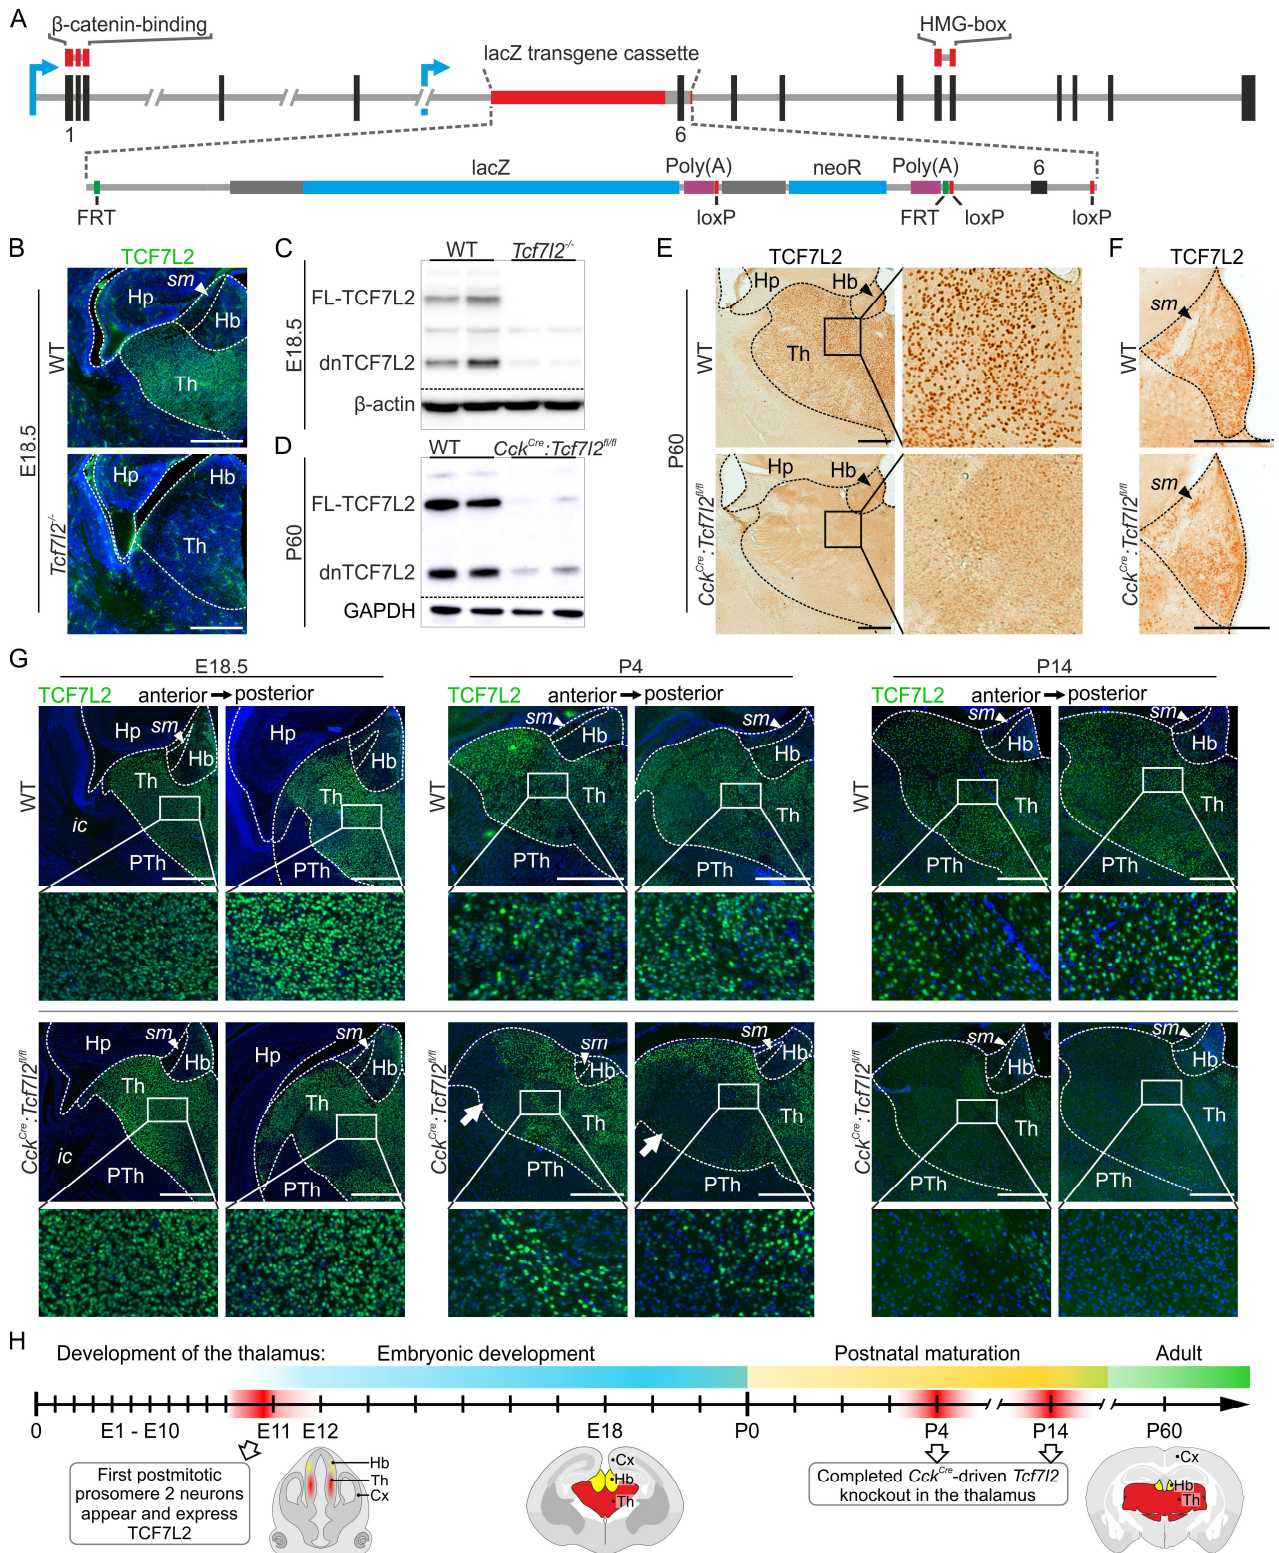 A
β-catenin-binding
HMG-box
lacZ transgene cassette
1
6
lacZ
Poly(A)
neoR
Poly(A)
6
FRT
loxP
FRT
loxP
loxP
B
TCF7L2
E18.5
WT
sm
Hp
Hb
Th
Tcf7l2-/-
Hp
Hb
Th
C
WT
Tcf7l2-/-
E18.5
FL-TCF7L2
dnTCF7L2
β-actin
D
WT
CckCre:Tcf7l2fl/fl
P60
FL-TCF7L2
dnTCF7L2
GAPDH
E
TCF7L2
P60
WT
Hp
Hb
Th
CckCre:Tcf7l2fl/fl
Hp
Hb
F
TCF7L2
WT
sm
CckCre:Tcf7l2fl/fl
sm
G
E18.5
P4
P14
TCF7L2 anterior posterior
TCF7L2 anterior posterior
TCF7L2 anterior posterior
WT
Hp
sm
Hb
Th
ic
PTh
Hp
sm
Hb
Th
PTh
WT
sm
Hb
Th
PTh
sm
Hb
Th
PTh
WT
sm
Hb
Th
PTh
sm
Hb
Th
PTh
CckCre:Tcf7l2fl/fl
Hp
sm
Hb
Th
ic
PTh
Hp
sm
Hb
Th
PTh
CckCre:Tcf7l2fl/fl
sm
Hb
Th
PTh
sm
Hb
Th
PTh
CckCre:Tcf7l2fl/fl
sm
Hb
Th
PTh
sm
Hb
Th
PTh
H
Development of the thalamus:
Embryonic development
Postnatal maturation
Adult
0
E1 - E10
E11
E12
E18
P0
P4
P14
P60
First postmitotic
prosomere 2 neurons
appear and express
TCF7L2
Hb
Th
Cx
Cx
Hb
Th
Completed CckCre-driven Tcf7l2
knockout in the thalamus
Cx
Hb
Th